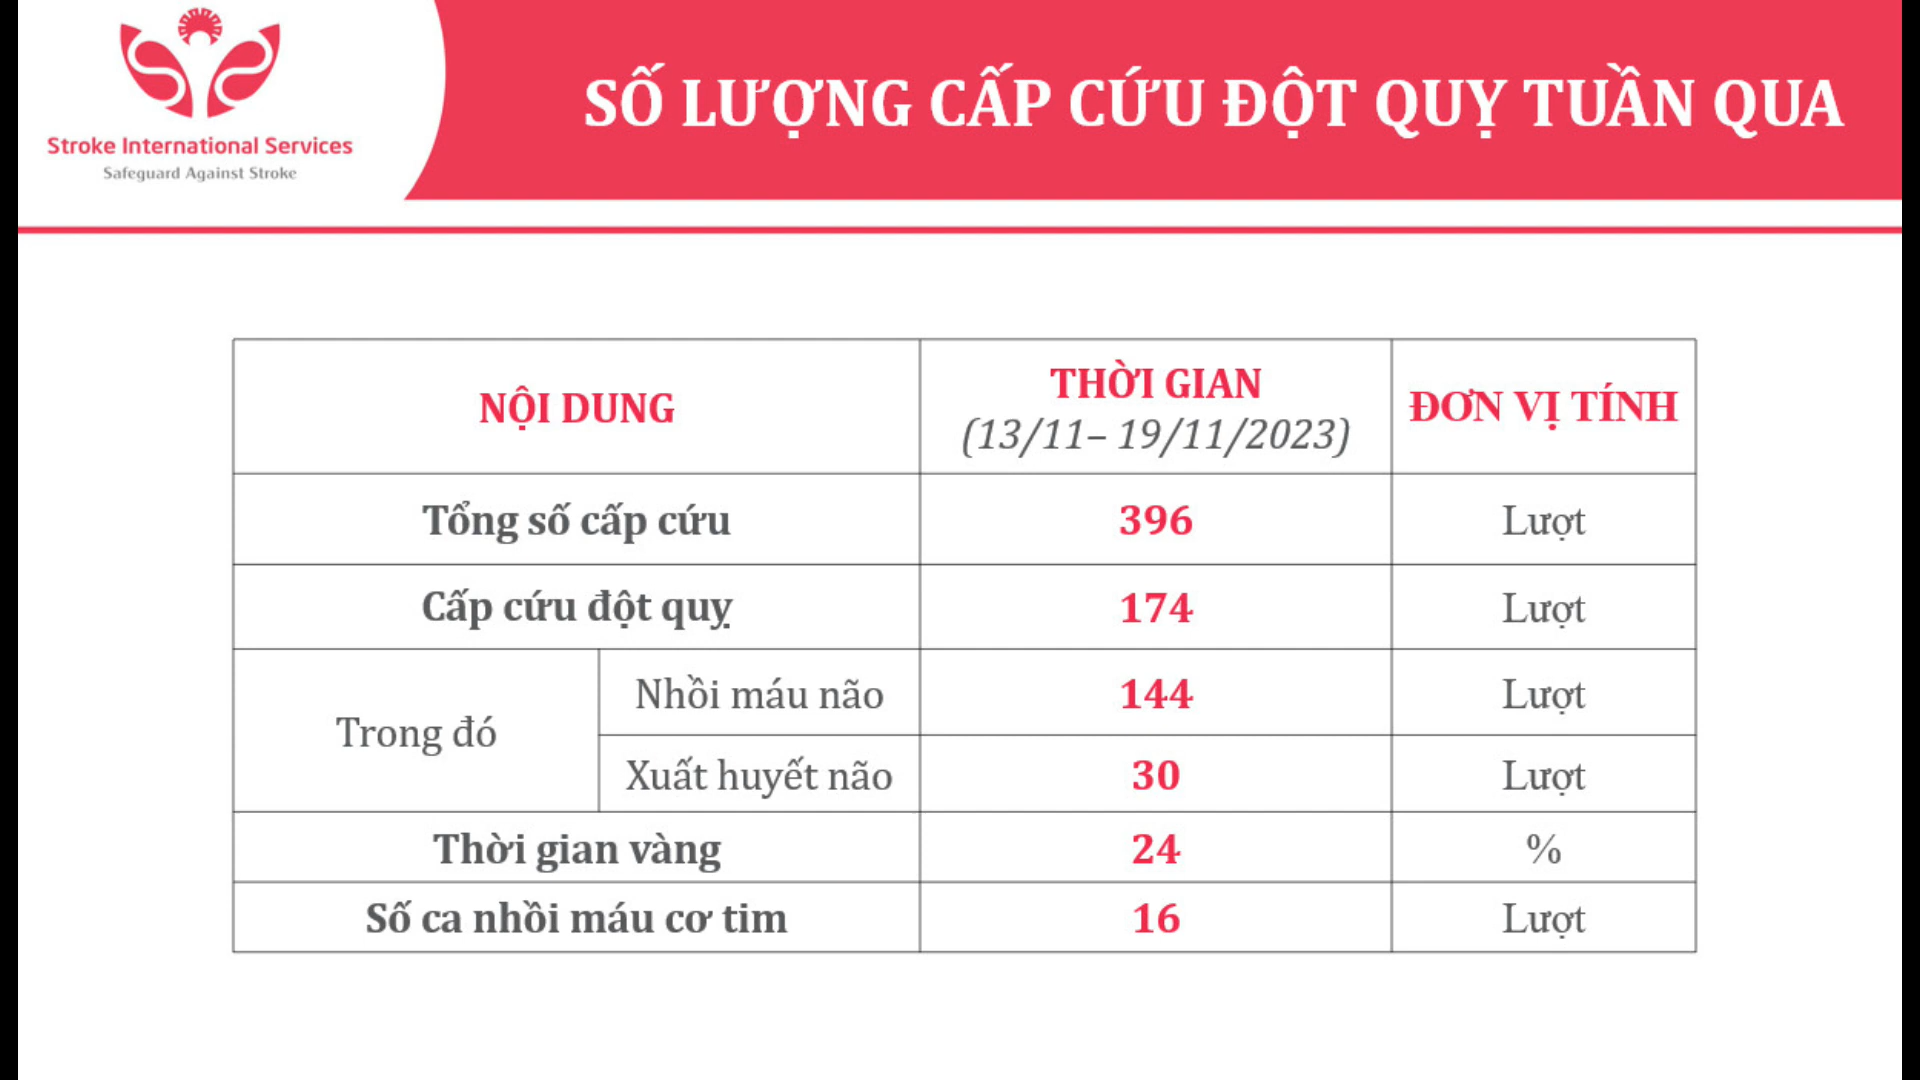 Stroke International Services
Safeguard Against Stroke
SỐ LƯỢNG CẤP CỨU ĐỘT QUỴ TUẦN QUA
NỘI DUNG
THỜI GIAN
(13/11– 19/11/2023)
ĐƠN VỊ TÍNH
Tổng số cấp cứu
396
Lượt
Cấp cứu đột quỵ
174
Lượt
Trong đó
Nhồi máu não
144
Lượt
Xuất huyết não
30
Lượt
Thời gian vàng
24
%
Số ca nhồi máu cơ tim
16
Lượt